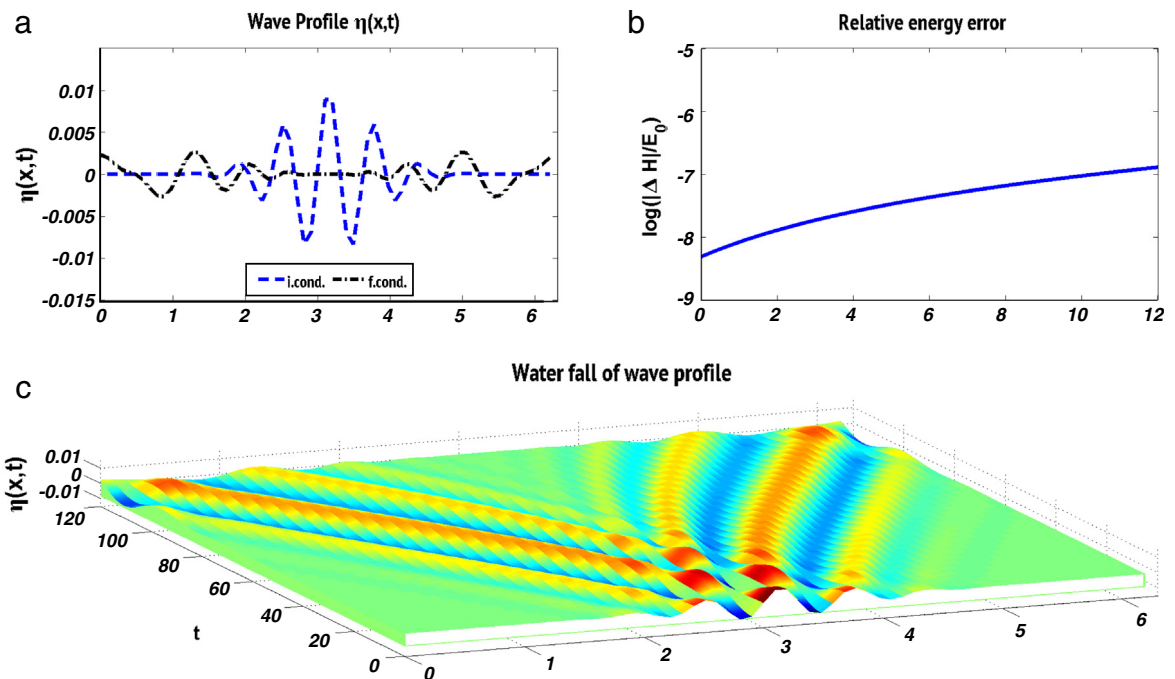 a
Wave Profile η(x,t)
η(x,t)
0.01
0.005
0
-0.005
-0.01
-0.015
i.cond. f.cond.
0 1 2 3 4 5 6
b
Relative energy error
log(|Δ H|/E_0)
-5
-6
-7
-8
-9
0 2 4 6 8 10 12
c
Water fall of wave profile
η(x,t)
0.01
0
-0.01
120
100
80
60
40
20
0
t
0 1 2 3 4 5 6